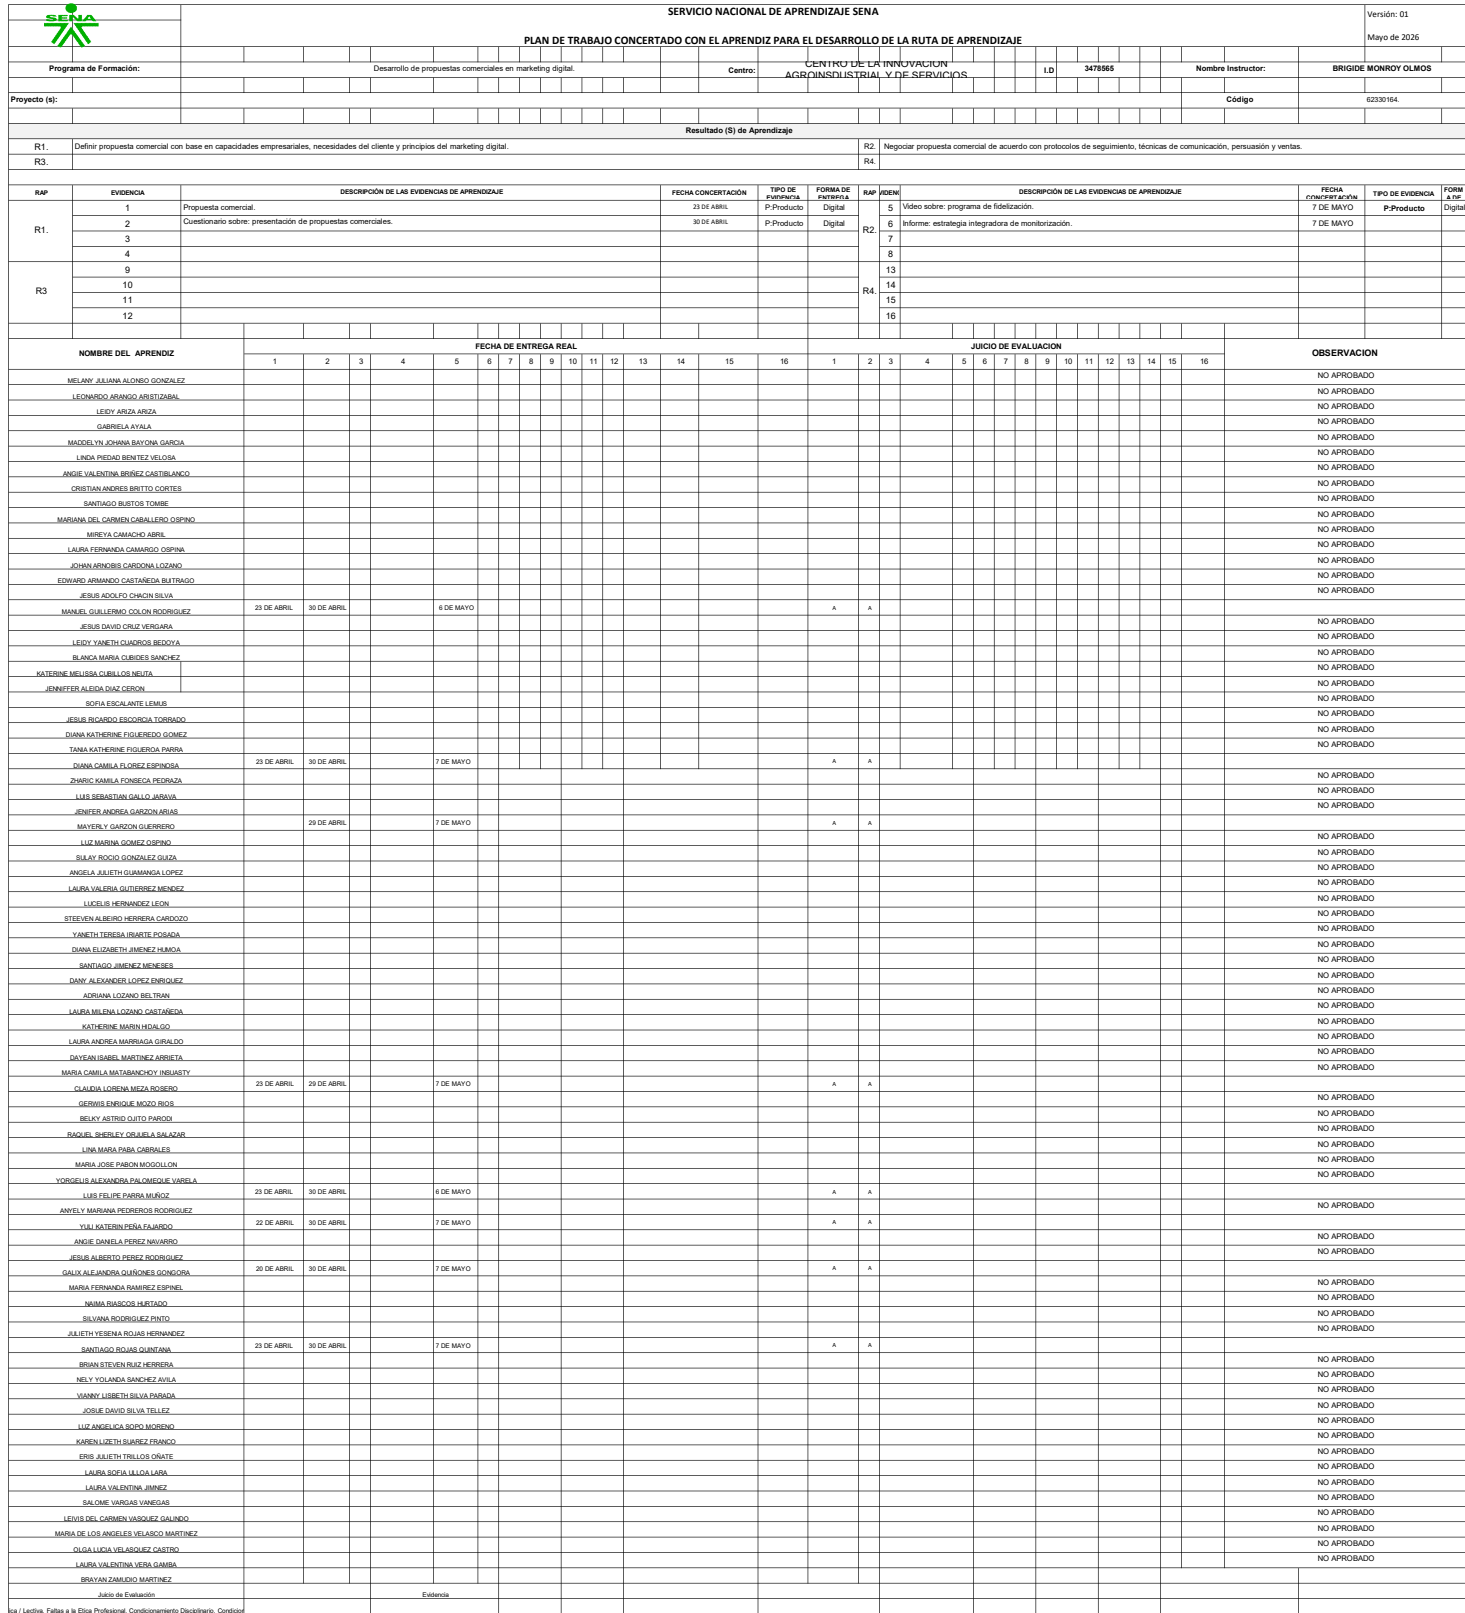 SENA
SERVICIO NACIONAL DE APRENDIZAJE SENA
Versión: 01
PLAN DE TRABAJO CONCERTADO CON EL APRENDIZ PARA EL DESARROLLO DE LA RUTA DE APRENDIZAJE
Mayo de 2026
Programa de Formación: Desarrollo de propuestas comerciales en marketing digital. Centro: CENTRO DE LA INNOVACIÓN AGROINSDUSTRIAL Y DE SERVICIOS I.D 3478565 Nombre Instructor: BRIGIDE MONROY OLMOS
Proyecto (s): Código 62330164.
Resultado (S) de Aprendizaje
R1. Definir propuesta comercial con base en capacidades empresariales, necesidades del cliente y principios del marketing digital. R2. Negociar propuesta comercial de acuerdo con protocolos de seguimiento, técnicas de comunicación, persuasión y ventas.
R3. R4.
RAP EVIDENCIA DESCRIPCIÓN DE LAS EVIDENCIAS DE APRENDIZAJE FECHA CONCERTACIÓN TIPO DE EVIDENCIA FORMA DE ENTREGA RAP VIDENC DESCRIPCIÓN DE LAS EVIDENCIAS DE APRENDIZAJE FECHA CONCERTACIÓN TIPO DE EVIDENCIA FORMA DE
R1. 1 Propuesta comercial. 23 DE ABRIL P:Producto Digital R2. 5 Video sobre: programa de fidelización. 7 DE MAYO P:Producto Digital
2 Cuestionario sobre: presentación de propuestas comerciales. 30 DE ABRIL P:Producto Digital 6 Informe: estrategia integradora de monitorización. 7 DE MAYO
3 7
4 8
R3 9 R4. 13
10 14
11 15
12 16
NOMBRE DEL APRENDIZ FECHA DE ENTREGA REAL JUICIO DE EVALUACION OBSERVACION
1 2 3 4 5 6 7 8 9 10 11 12 13 14 15 16 1 2 3 4 5 6 7 8 9 10 11 12 13 14 15 16
MELANY JULIANA ALONSO GONZALEZ NO APROBADO
LEONARDO ARANGO ARISTIZABAL NO APROBADO
LEIDY ARIZA ARIZA NO APROBADO
GABRIELA AYALA NO APROBADO
MADDELYN JOHANA BAYONA GARCIA NO APROBADO
LINDA PIEDAD BENITEZ VELOSA NO APROBADO
ANGIE VALENTINA BRIÑEZ CASTIBLANCO NO APROBADO
CRISTIAN ANDRES BRITTO CORTES NO APROBADO
SANTIAGO BUSTOS TOMBE NO APROBADO
MARIANA DEL CARMEN CABALLERO OSPINO NO APROBADO
MIREYA CAMACHO ABRIL NO APROBADO
LAURA FERNANDA CAMARGO OSPINA NO APROBADO
JOHAN ARNOBIS CARDONA LOZANO NO APROBADO
EDWARD ARMANDO CASTAÑEDA BUITRAGO NO APROBADO
JESUS ADOLFO CHACIN SILVA NO APROBADO
MANUEL GUILLERMO COLON RODRIGUEZ 23 DE ABRIL 30 DE ABRIL 6 DE MAYO A A
JESUS DAVID CRUZ VERGARA NO APROBADO
LEIDY YANETH CUADROS BEDOYA NO APROBADO
BLANCA MARIA CUBIDES SANCHEZ NO APROBADO
KATERINE MELISSA CUBILLOS NEUTA NO APROBADO
JENNIFFER ALEIDA DIAZ CERON NO APROBADO
SOFIA ESCALANTE LEMUS NO APROBADO
JESUS RICARDO ESCORCIA TORRADO NO APROBADO
DIANA KATHERINE FIGUEREDO GOMEZ NO APROBADO
TANIA KATHERINE FIGUEROA PARRA NO APROBADO
DIANA CAMILA FLOREZ ESPINOSA 23 DE ABRIL 30 DE ABRIL 7 DE MAYO A A
ZHARIC KAMILA FONSECA PEDRAZA NO APROBADO
LUIS SEBASTIAN GALLO JARAVA NO APROBADO
JENIFER ANDREA GARZON ARIAS NO APROBADO
MAYERLY GARZON GUERRERO 29 DE ABRIL 7 DE MAYO A A
LUZ MARINA GOMEZ OSPINO NO APROBADO
SULAY ROCIO GONZALEZ GUIZA NO APROBADO
ANGELA JULIETH GUAMANGA LOPEZ NO APROBADO
LAURA VALERIA GUTIERREZ MENDEZ NO APROBADO
LUCELIS HERNANDEZ LEON NO APROBADO
STEEVEN ALBEIRO HERRERA CARDOZO NO APROBADO
YANETH TERESA IRIARTE POSADA NO APROBADO
DIANA ELIZABETH JIMENEZ HUMOA NO APROBADO
SANTIAGO JIMENEZ MENESES NO APROBADO
DANY ALEXANDER LOPEZ ENRIQUEZ NO APROBADO
ADRIANA LOZANO BELTRAN NO APROBADO
LAURA MILENA LOZANO CASTAÑEDA NO APROBADO
KATHERINE MARIN HIDALGO NO APROBADO
LAURA ANDREA MARRIAGA GIRALDO NO APROBADO
DAYEAN ISABEL MARTINEZ ARRIETA NO APROBADO
MARIA CAMILA MATABANCHOY INSUASTY NO APROBADO
CLAUDIA LORENA MEZA ROSERO 23 DE ABRIL 29 DE ABRIL 7 DE MAYO A A
GERWIS ENRIQUE MOZO RIOS NO APROBADO
BELKY ASTRID OJITO PARODI NO APROBADO
RAQUEL SHERLEY ORJUELA SALAZAR NO APROBADO
LINA MARA PABA CABRALES NO APROBADO
MARIA JOSE PABON MOGOLLON NO APROBADO
YORGELIS ALEXANDRA PALOMEQUE VARELA NO APROBADO
LUIS FELIPE PARRA MUÑOZ 23 DE ABRIL 30 DE ABRIL 6 DE MAYO A A
ANYELY MARIANA PEDREROS RODRIGUEZ NO APROBADO
YULI KATERIN PEÑA FAJARDO 22 DE ABRIL 30 DE ABRIL 7 DE MAYO A A
ANGIE DANIELA PEREZ NAVARRO NO APROBADO
JESUS ALBERTO PEREZ RODRIGUEZ NO APROBADO
GALIX ALEJANDRA QUIÑONES GONGORA 20 DE ABRIL 30 DE ABRIL 7 DE MAYO A A
MARIA FERNANDA RAMIREZ ESPINEL NO APROBADO
NAIMA RIASCOS HURTADO NO APROBADO
SILVANA RODRIGUEZ PINTO NO APROBADO
JULIETH YESENIA ROJAS HERNANDEZ NO APROBADO
SANTIAGO ROJAS QUINTANA 23 DE ABRIL 30 DE ABRIL 7 DE MAYO A A
BRIAN STEVEN RUIZ HERRERA NO APROBADO
NELY YOLANDA SANCHEZ AVILA NO APROBADO
VIANNY LISBETH SILVA PARADA NO APROBADO
JOSUE DAVID SILVA TELLEZ NO APROBADO
LUZ ANGELICA SOPO MORENO NO APROBADO
KAREN LIZETH SUAREZ FRANCO NO APROBADO
ERIS JULIETH TRILLOS OÑATE NO APROBADO
LAURA SOFIA ULLOA LARA NO APROBADO
LAURA VALENTINA JIMNEZ NO APROBADO
SALOME VARGAS VANEGAS NO APROBADO
LEIVIS DEL CARMEN VASQUEZ GALINDO NO APROBADO
MARIA DE LOS ANGELES VELASCO MARTINEZ NO APROBADO
OLGA LUCIA VELASQUEZ CASTRO NO APROBADO
LAURA VALENTINA VERA GAMBA NO APROBADO
BRAYAN ZAMUDIO MARTINEZ
Juicio de Evaluación Evidencia
ica / Lectiva, Faltas a la Etica Profesional, Condicionamiento Disciplinario, Condicior